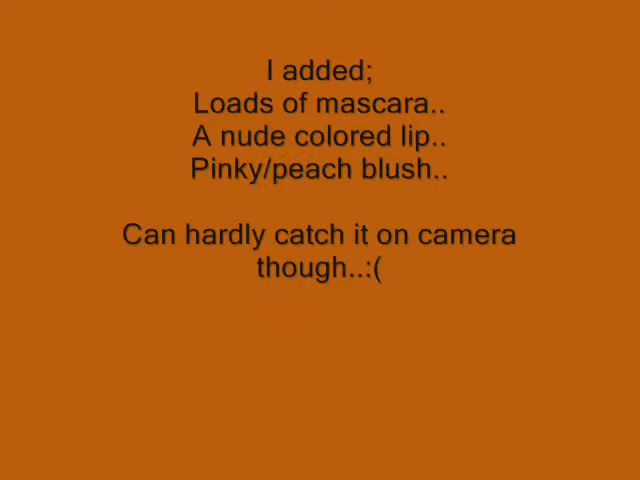 I added;
Loads of mascara..
A nude colored lip..
Pinky/peach blush..
Can hardly catch it on camera
though..:(